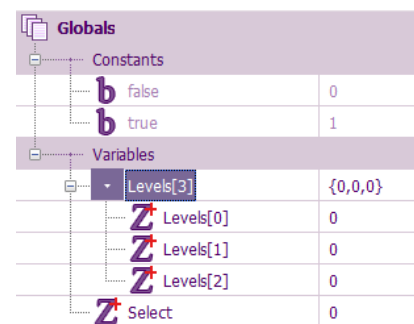 Globals
Constants
b false 0
b true 1
Variables
Levels[3] {0,0,0}
Z+ Levels[0] 0
Z+ Levels[1] 0
Z+ Levels[2] 0
Z+ Select 0